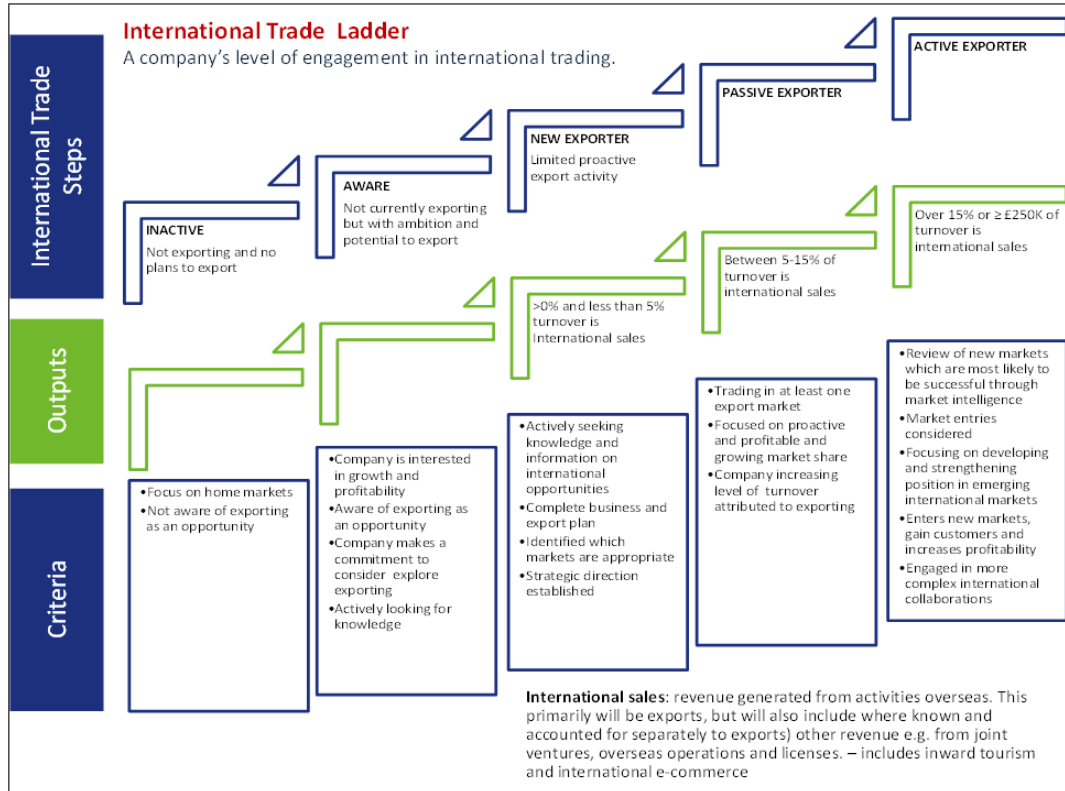 International Trade Ladder
A company's level of engagement in international trading.
International Trade
Steps
INACTIVE
Not exporting and no
plans to export
AWARE
Not currently exporting
but with ambition and
potential to export
NEW EXPORTER
Limited proactive
export activity
PASSIVE EXPORTER
ACTIVE EXPORTER
Outputs
>0% and less than 5%
turnover is
International sales
Between 5-15% of
turnover is
international sales
Over 15% or ≥ £250K of
turnover is
international sales
Criteria
•Focus on home markets
•Not aware of exporting
as an opportunity
•Company is interested
in growth and
profitability
•Aware of exporting as
an opportunity
•Company makes a
commitment to
consider explore
exporting
•Actively looking for
knowledge
•Actively seeking
knowledge and
information on
international
opportunities
•Complete business and
export plan
•Identified which
markets are appropriate
•Strategic direction
established
•Trading in at least one
export market
•Focused on proactive
and profitable and
growing market share
•Company increasing
level of turnover
attributed to exporting
•Review of new markets
which are most likely to
be successful through
market intelligence
•Market entries
considered
•Focusing on developing
and strengthening
position in emerging
international markets
•Enters new markets,
gain customers and
increases profitability
•Engaged in more
complex international
collaborations
International sales: revenue generated from activities overseas. This
primarily will be exports, but will also include where known and
accounted for separately to exports) other revenue e.g. from joint
ventures, overseas operations and licenses. – includes inward tourism
and international e-commerce